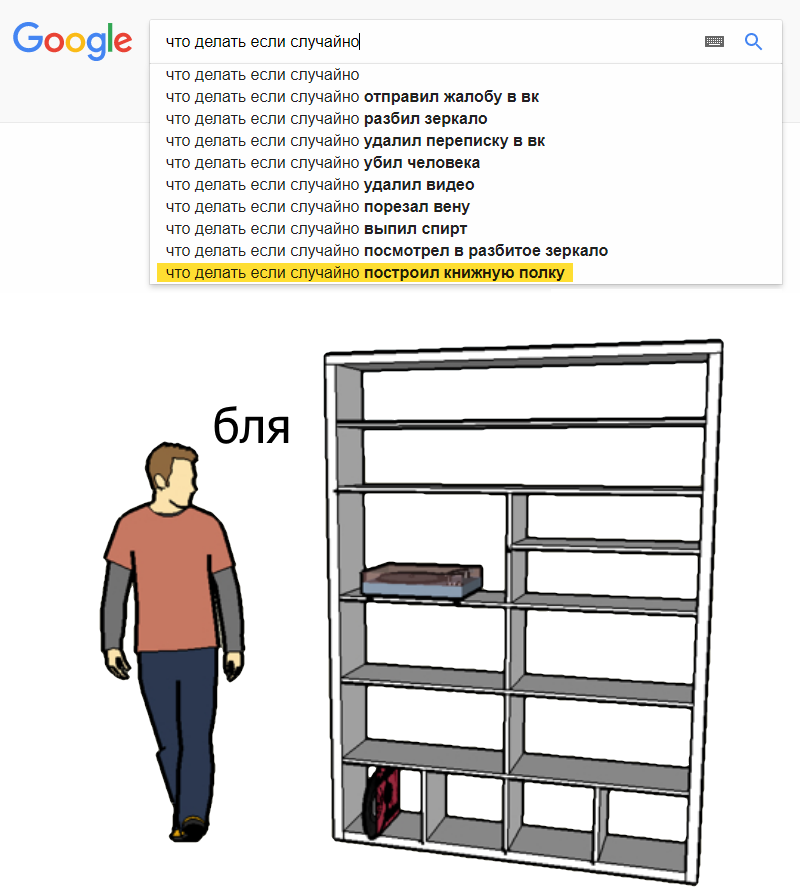 Google
что делать если случайно
что делать если случайно
что делать если случайно отправил жалобу в вк
что делать если случайно разбил зеркало
что делать если случайно удалил переписку в вк
что делать если случайно убил человека
что делать если случайно удалил видео
что делать если случайно порезал вену
что делать если случайно выпил спирт
что делать если случайно посмотрел в разбитое зеркало
что делать если случайно построил книжную полку
бля